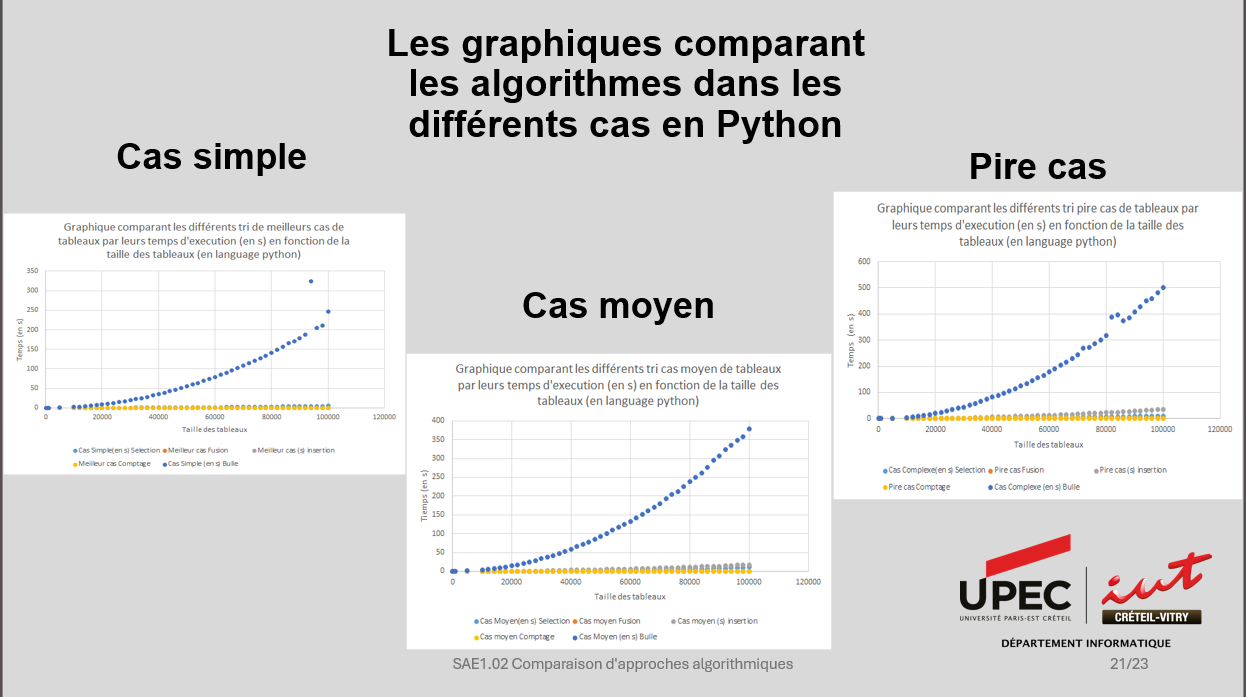 Les graphiques comparant
les algorithmes dans les
différents cas en Python
Cas simple
Graphique comparant les différents tri de meilleurs cas de
tableaux par leurs temps d'execution (en s) en fonction de la
taille des tableaux (en language python)
Temps (en s)
350
300
250
200
150
100
50
0
0 20000 40000 60000 80000 100000 120000
Taille des tableaux
Cas Simple(en s) Selection Meilleur cas Fusion Meilleur cas (s) insertion
Meilleur cas Comptage Cas Simple (en s) Bulle
Cas moyen
Graphique comparant les différents tri cas moyen de tableaux
par leurs temps d'execution (en s) en fonction de la taille des
tableaux (en language python)
Tiemps (en s)
400
350
300
250
200
150
100
50
0
0 20000 40000 60000 80000 100000 120000
Taille des tableaux
Cas Moyen(en s) Selection Cas moyen Fusion Cas moyen (s) insertion
Cas moyen Comptage Cas Moyen (en s) Bulle
Pire cas
Graphique comparant les différents tri pire cas de tableaux par
leurs temps d'execution (en s) en fonction de la taille des
tableaux (en language python)
Temps (en s)
600
500
400
300
200
100
0
0 20000 40000 60000 80000 100000 120000
Taille des tableaux
Cas Complexe(en s) Selection Pire cas Fusion Pire cas (s) insertion
Pire cas Comptage Cas Complexe (en s) Bulle
UPEC
UNIVERSITÉ PARIS-EST CRÉTEIL
iut
CRÉTEIL-VITRY
DÉPARTEMENT INFORMATIQUE
SAE1.02 Comparaison d'approches algorithmiques
21/23